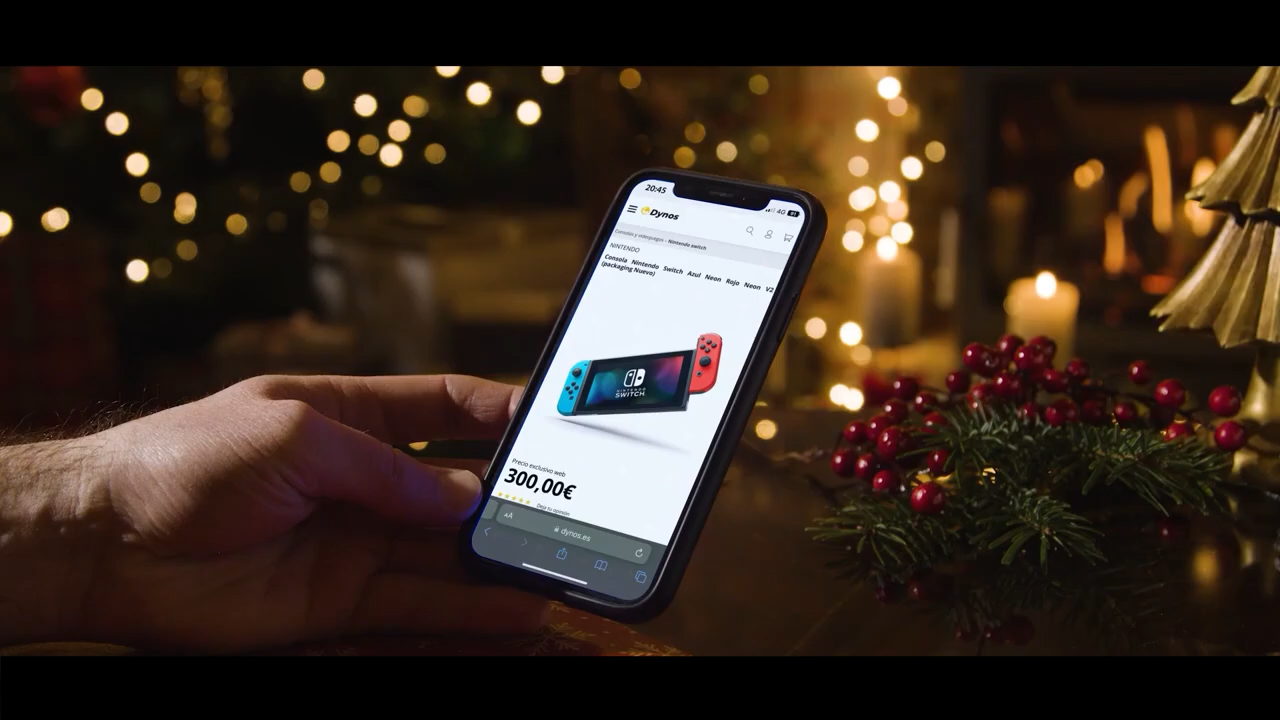 20:45
4G 91
Dynos
Consolas y videojuegos > Nintendo switch
NINTENDO
Consola Nintendo Switch Azul Neon Rojo Neon V2
(packaging Nuevo)
NINTENDO
SWITCH
Precio exclusivo web
300,00€
Deja tu opinión
AA
dynos.es